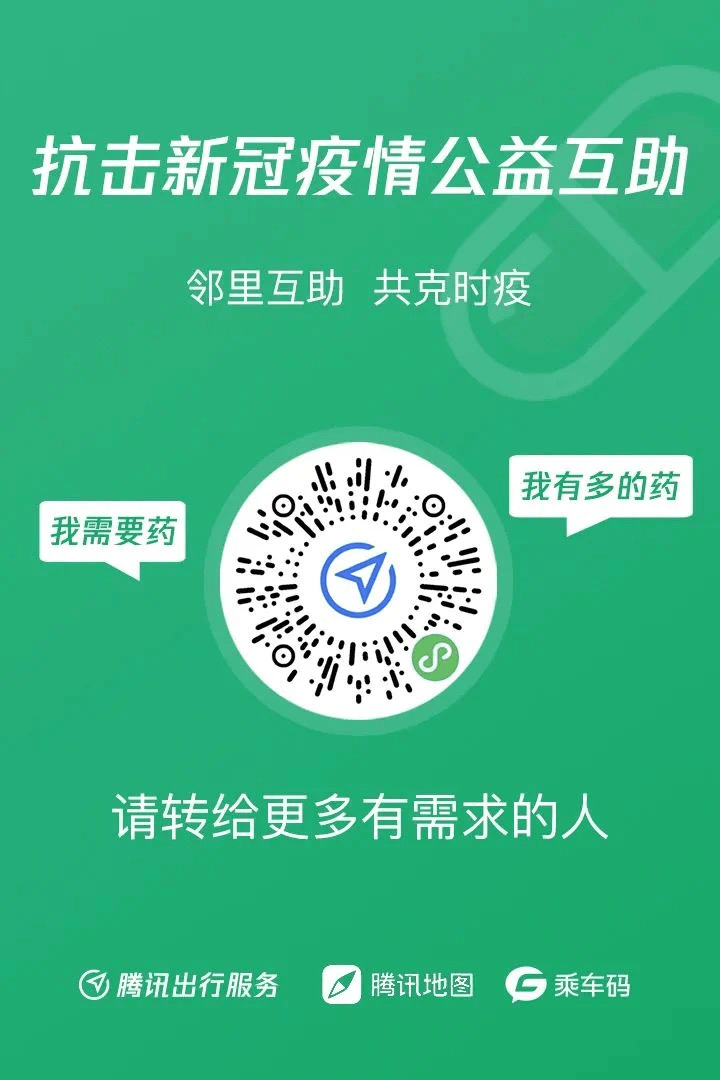 抗击新冠疫情公益互助
邻里互助 共克时疫
我有多的药
我需要药
请转给更多有需求的人
腾讯出行服务 腾讯地图 乘车码